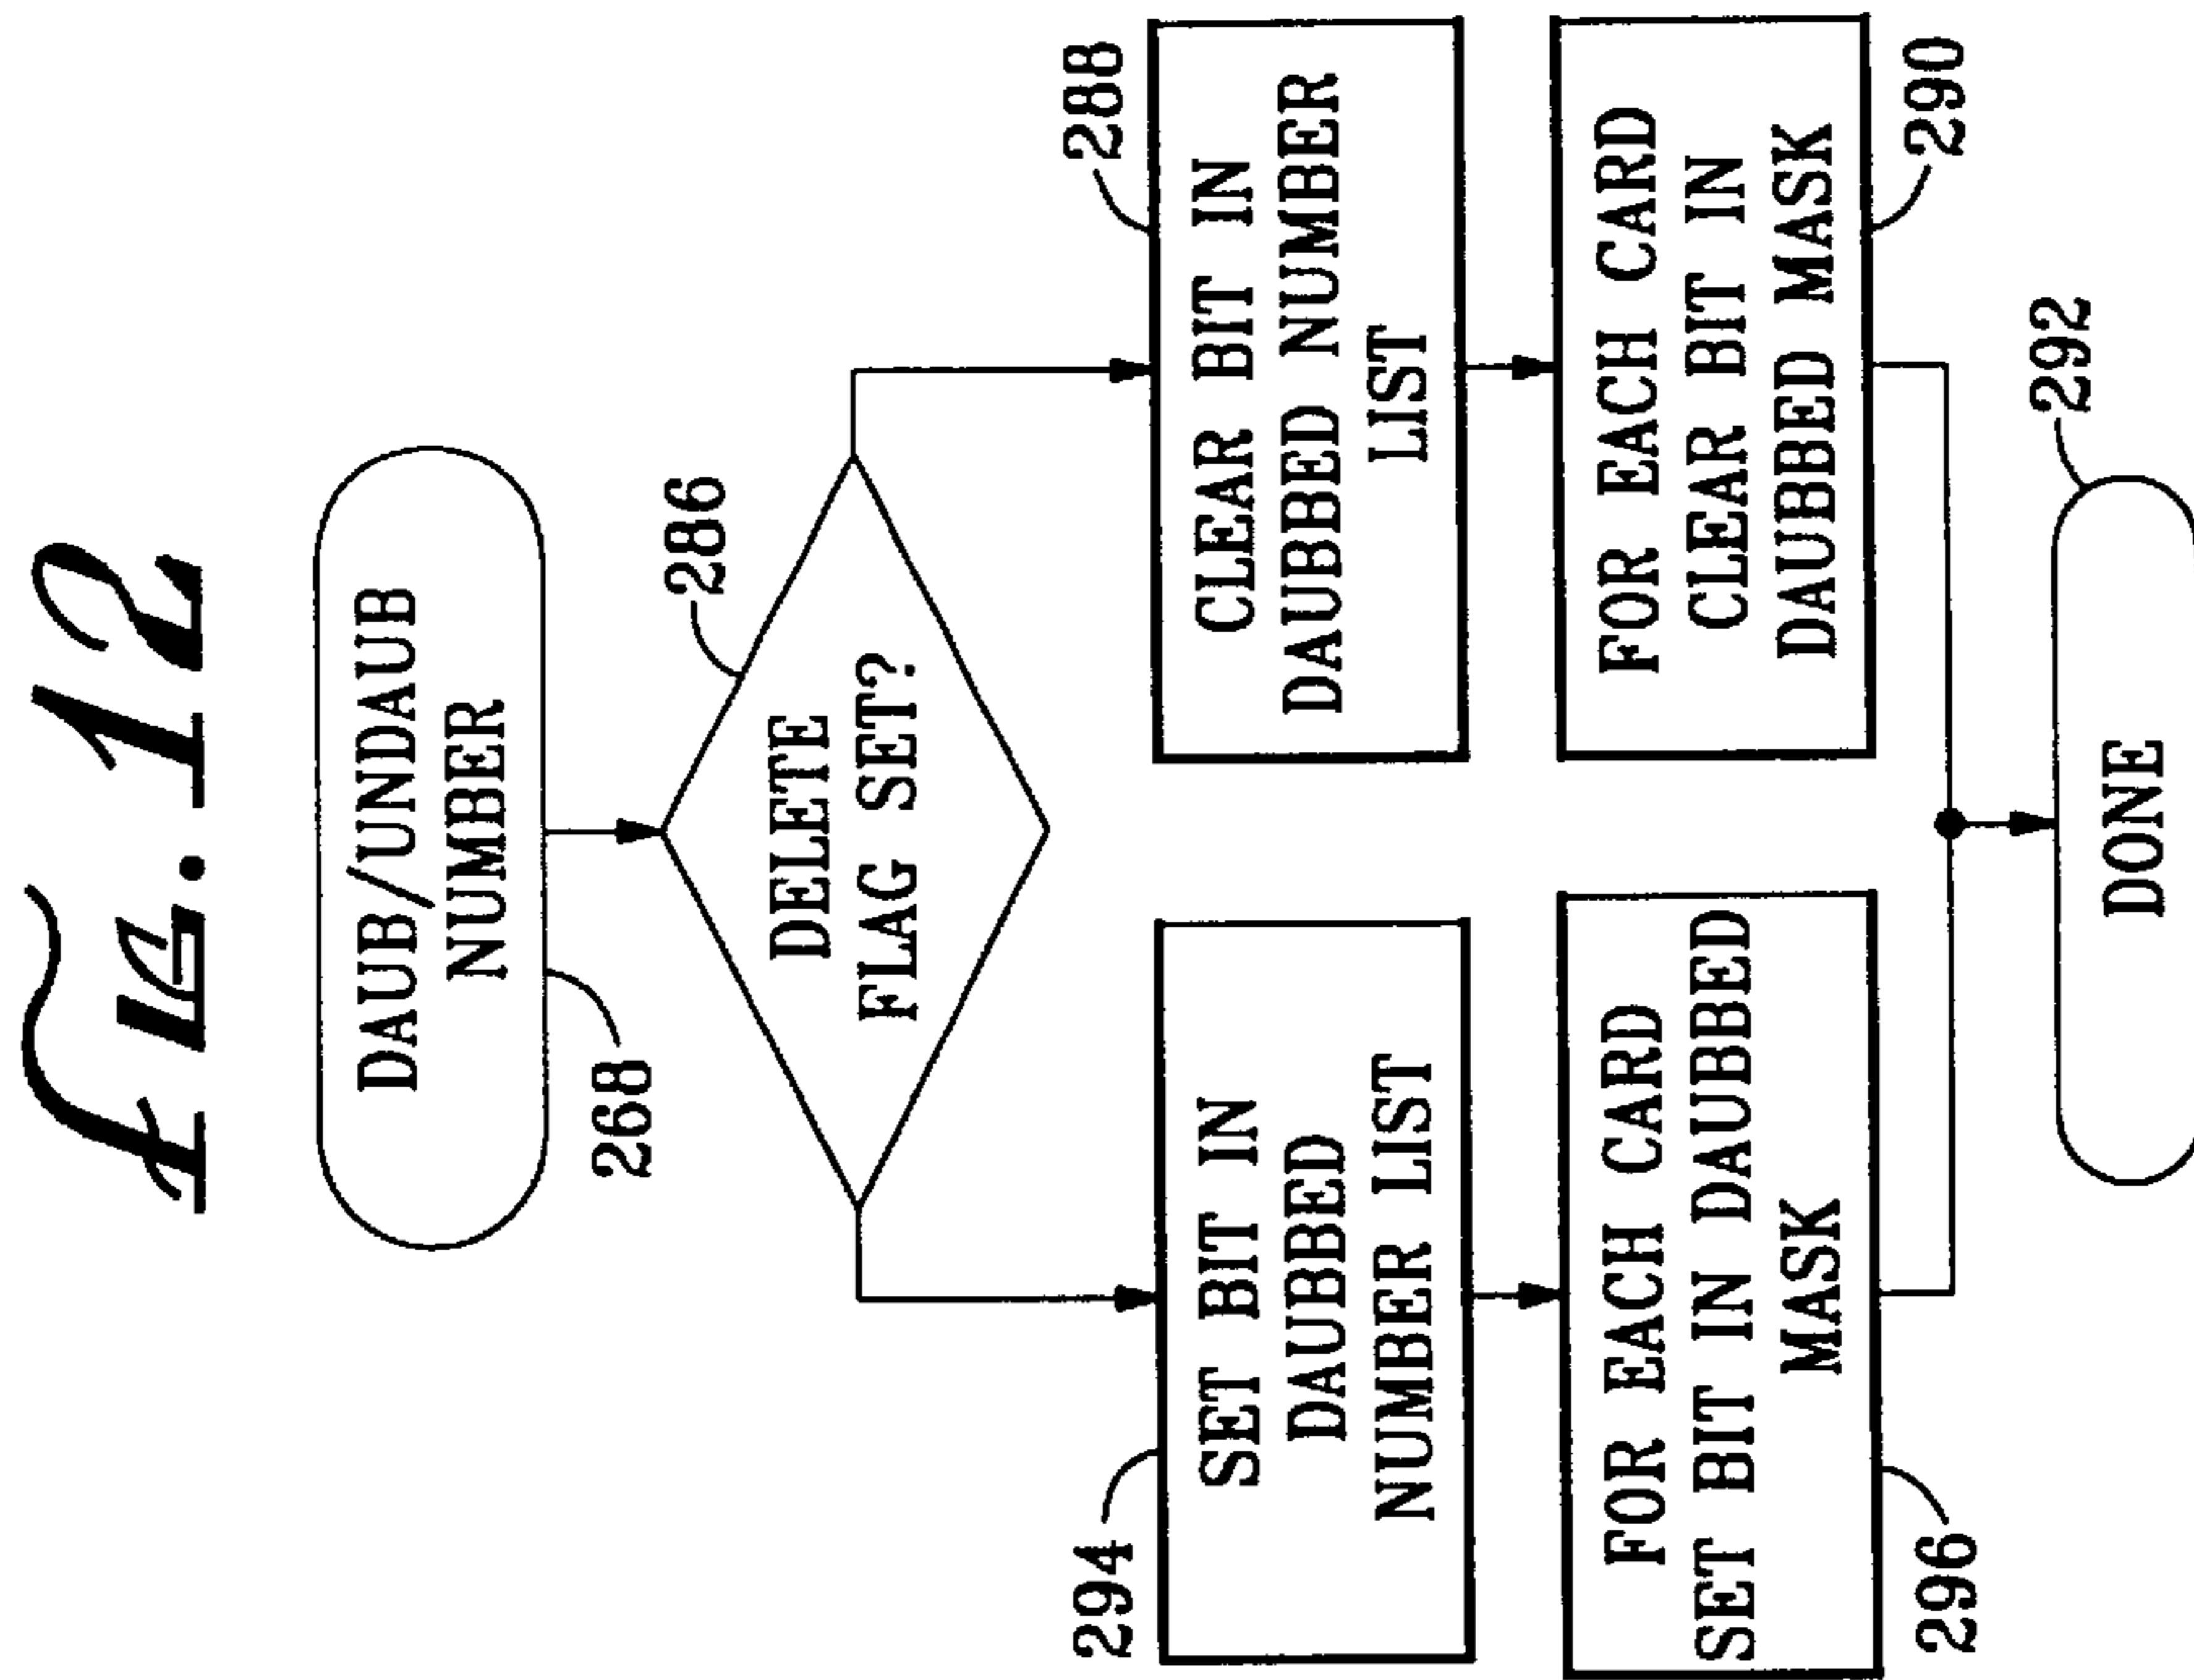 Fig. 12
DAUB/UNDAUB
NUMBER
268
286
DELETE
FLAG SET?
294
SET BIT IN
DAUBBED
NUMBER LIST
288
CLEAR BIT IN
DAUBBED NUMBER
LIST
FOR EACH CARD
SET BIT IN DAUBBED
MASK
296
FOR EACH CARD
CLEAR BIT IN
DAUBBED MASK
290
292
DONE